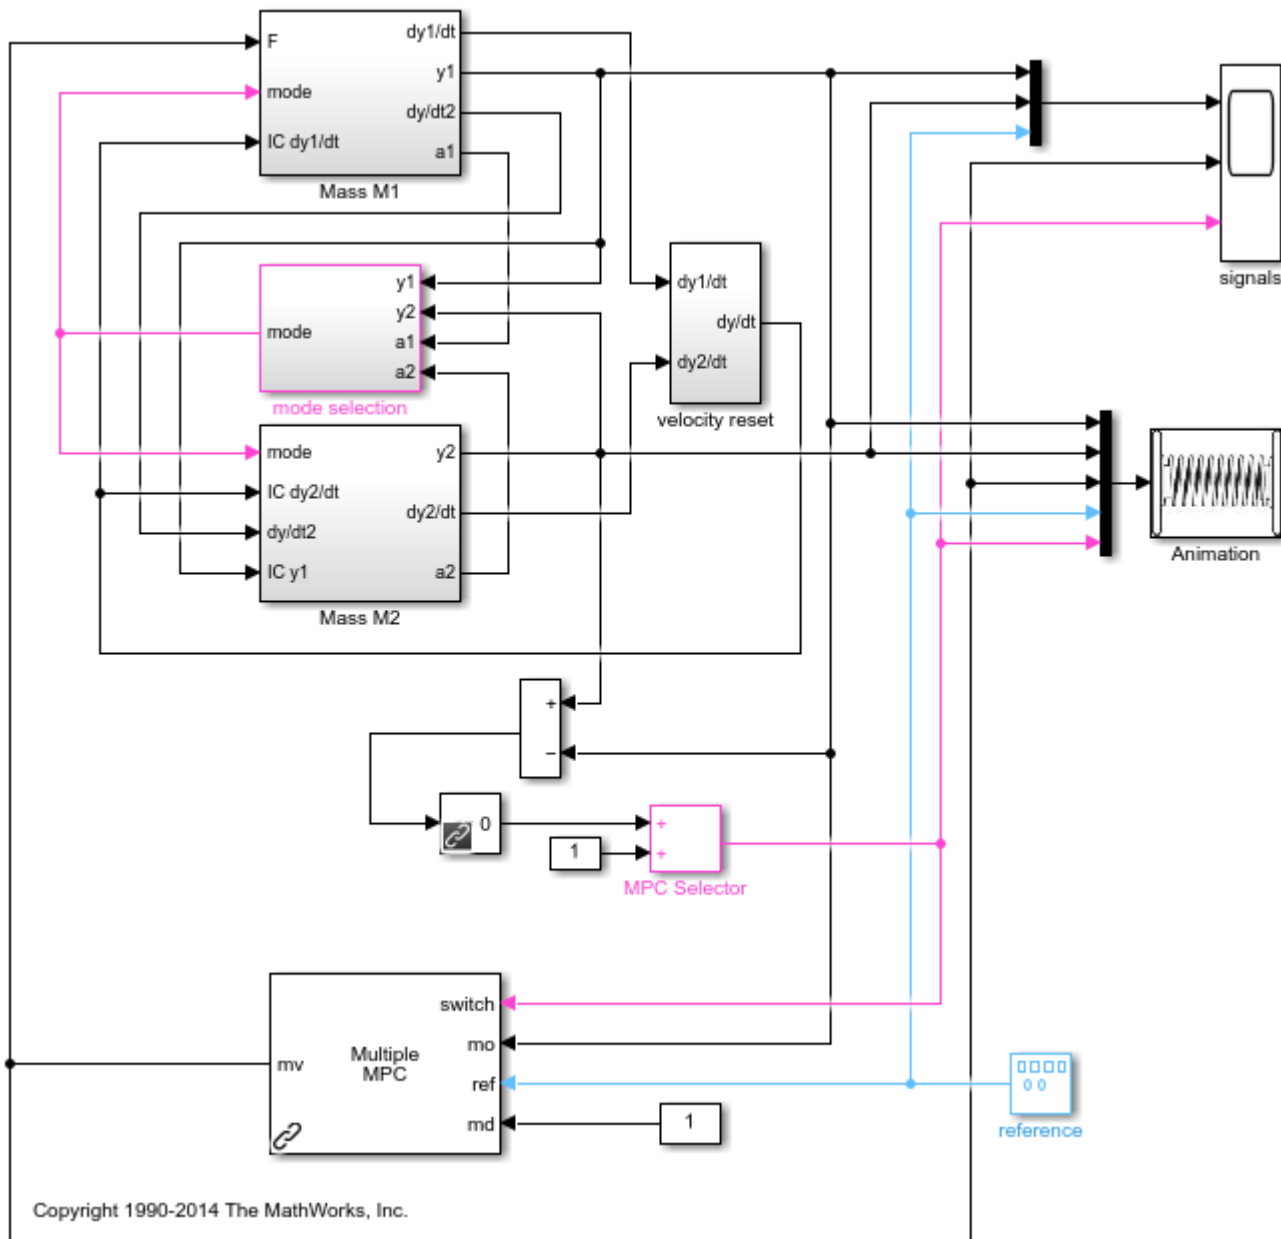 F
mode
IC dy1/dt
dy1/dt
y1
dy/dt2
a1
Mass M1
mode
y1
y2
a1
a2
mode selection
dy1/dt
dy2/dt
dy/dt
velocity reset
signals
mode
IC dy2/dt
dy/dt2
IC y1
y2
dy2/dt
a2
Mass M2
Animation
+
−
0
1
+
+
MPC Selector
mv
Multiple
MPC
switch
mo
ref
md
1
0 0
reference
Copyright 1990-2014 The MathWorks, Inc.